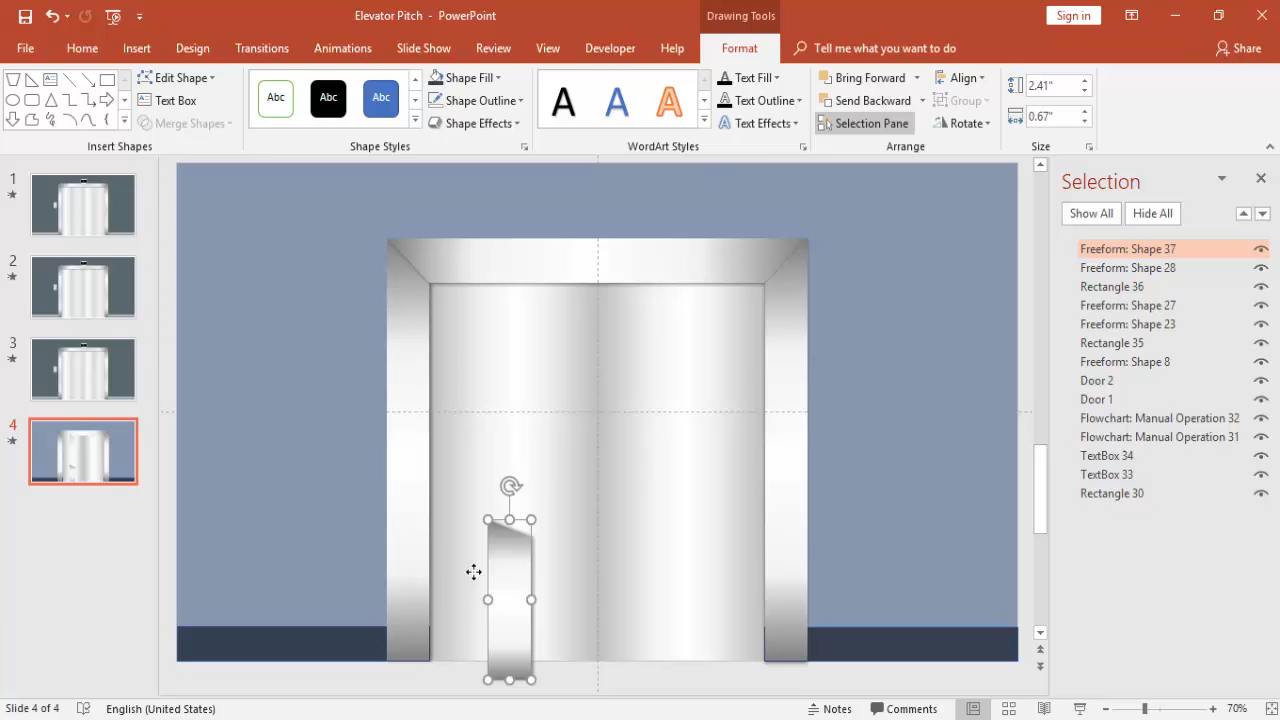 Elevator Pitch - PowerPoint
Drawing Tools
Sign in
File Home Insert Design Transitions Animations Slide Show Review View Developer Help Format Tell me what you want to do Share
Edit Shape
Text Box
Merge Shapes
Insert Shapes
Abc Abc Abc
Shape Fill
Shape Outline
Shape Effects
Shape Styles
A A A
Text Fill
Text Outline
Text Effects
WordArt Styles
Bring Forward
Send Backward
Selection Pane
Align
Group
Rotate
Arrange
2.41"
0.67"
Size
1
2
3
4
Selection
Show All Hide All
Freeform: Shape 37
Freeform: Shape 28
Rectangle 36
Freeform: Shape 27
Freeform: Shape 23
Rectangle 35
Freeform: Shape 8
Door 2
Door 1
Flowchart: Manual Operation 32
Flowchart: Manual Operation 31
TextBox 34
TextBox 33
Rectangle 30
Slide 4 of 4 English (United States) Notes Comments 70%